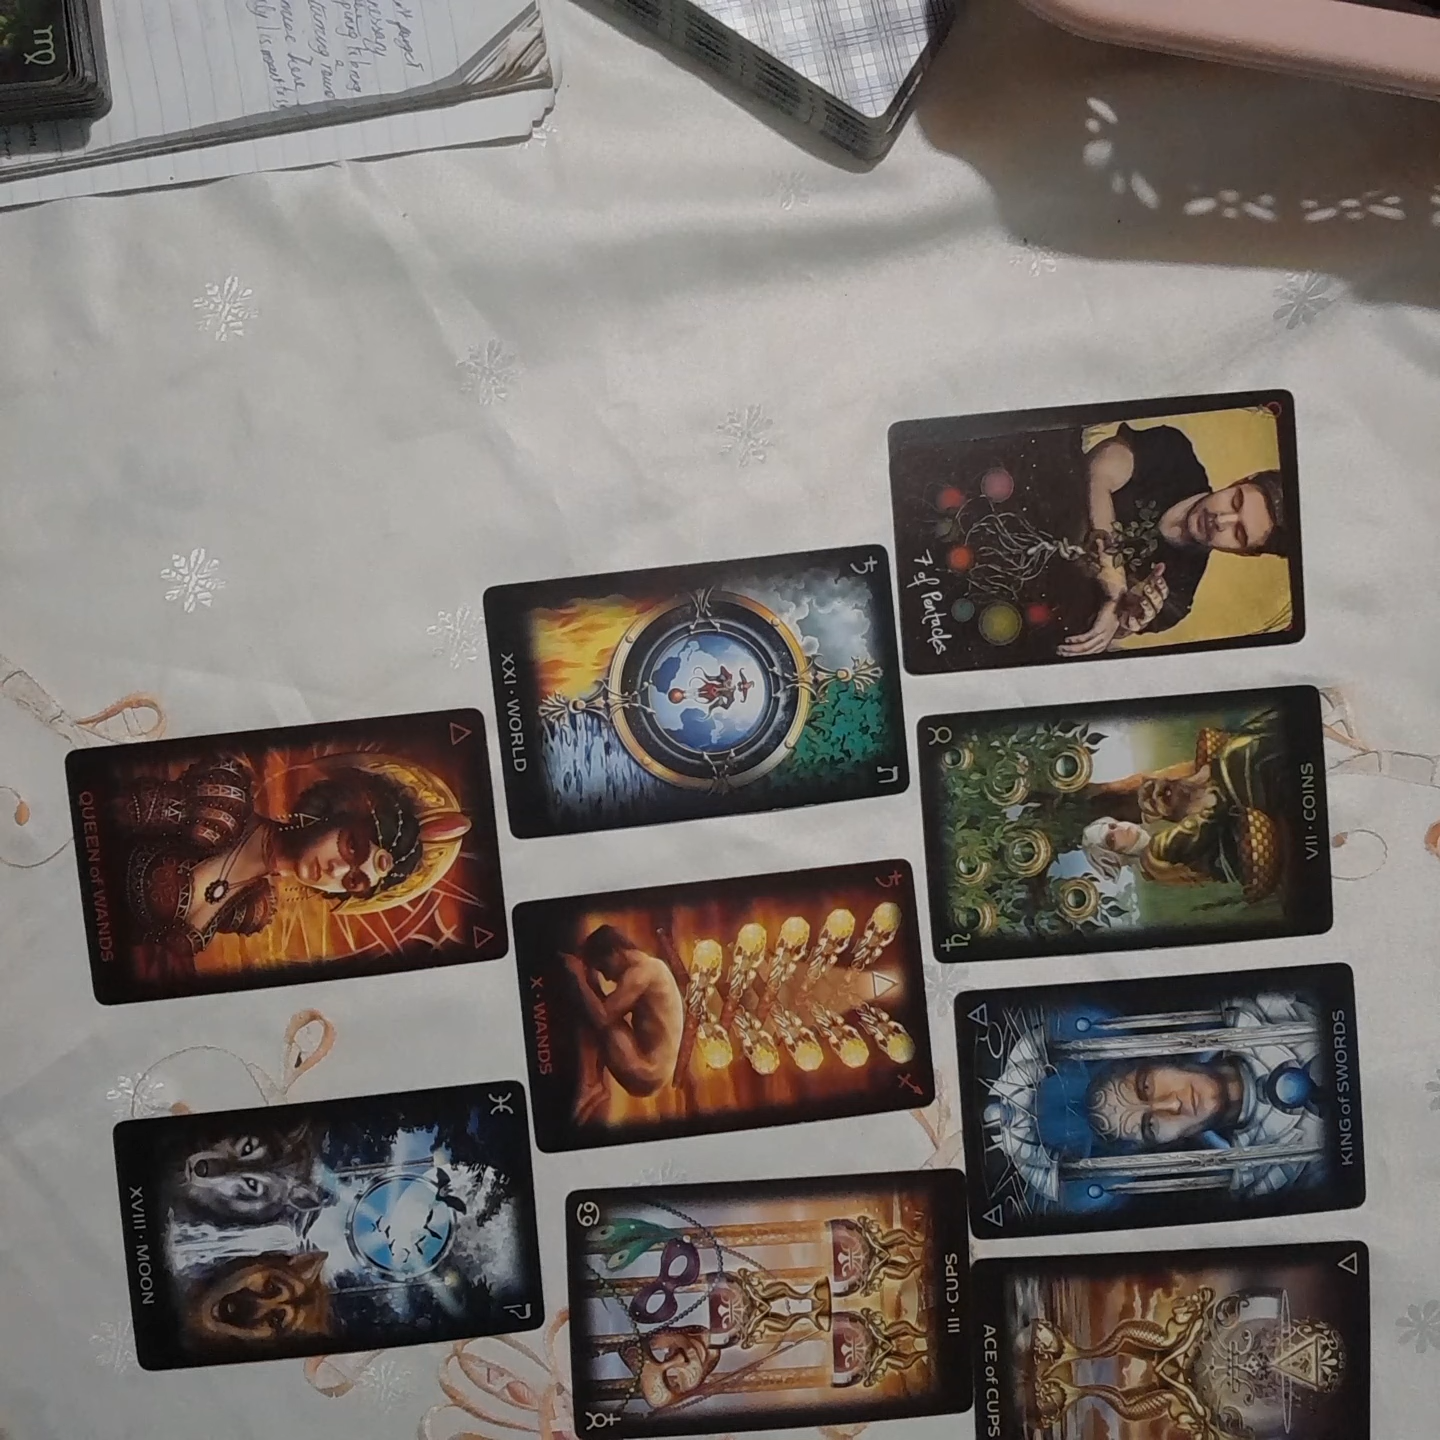 7 of Pentacles
XXI · WORLD
VII · COINS
QUEEN of WANDS
X · WANDS
KING of SWORDS
XVIII · MOON
III · CUPS
ACE of CUPS